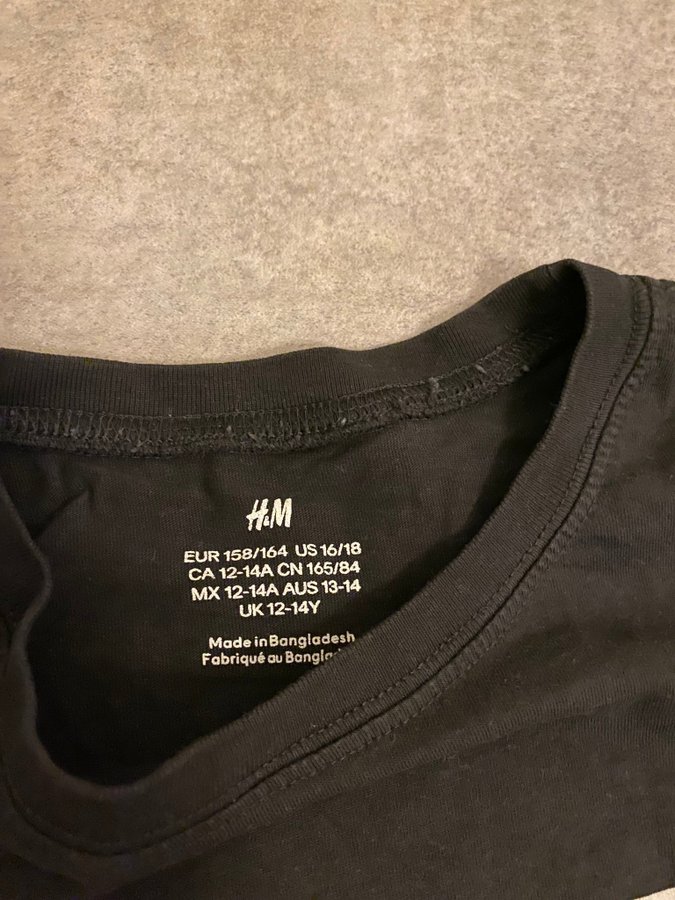 H&M
EUR 158/164 US 16/18
CA 12-14A CN 165/84
MX 12-14A AUS 13-14
UK 12-14Y
Made in Bangladesh
Fabriqué au